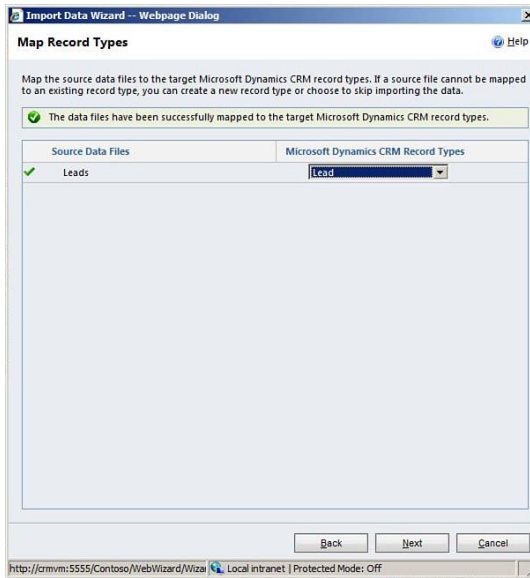 Import Data Wizard -- Webpage Dialog
Map Record Types
Help
Map the source data files to the target Microsoft Dynamics CRM record types. If a source file cannot be mapped
to an existing record type, you can create a new record type or choose to skip importing the data.
The data files have been successfully mapped to the target Microsoft Dynamics CRM record types.
Source Data Files Microsoft Dynamics CRM Record Types
Leads Lead
Back Next Cancel
http://crmvm:5555/Contoso/WebWizard/Wizar Local intranet | Protected Mode: Off